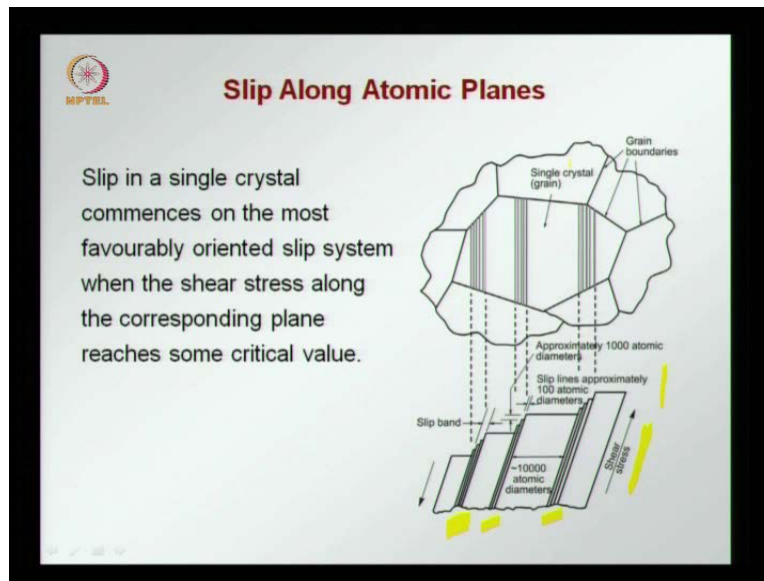 NPTEL
Slip Along Atomic Planes
Slip in a single crystal
commences on the most
favourably oriented slip system
when the shear stress along
the corresponding plane
reaches some critical value.
Grain
boundaries
Single crystal
(grain)
Approximately 1000 atomic
diameters
Slip lines approximately
100 atomic
diameters
Slip band
~10000
atomic
diameters
Shear
stress